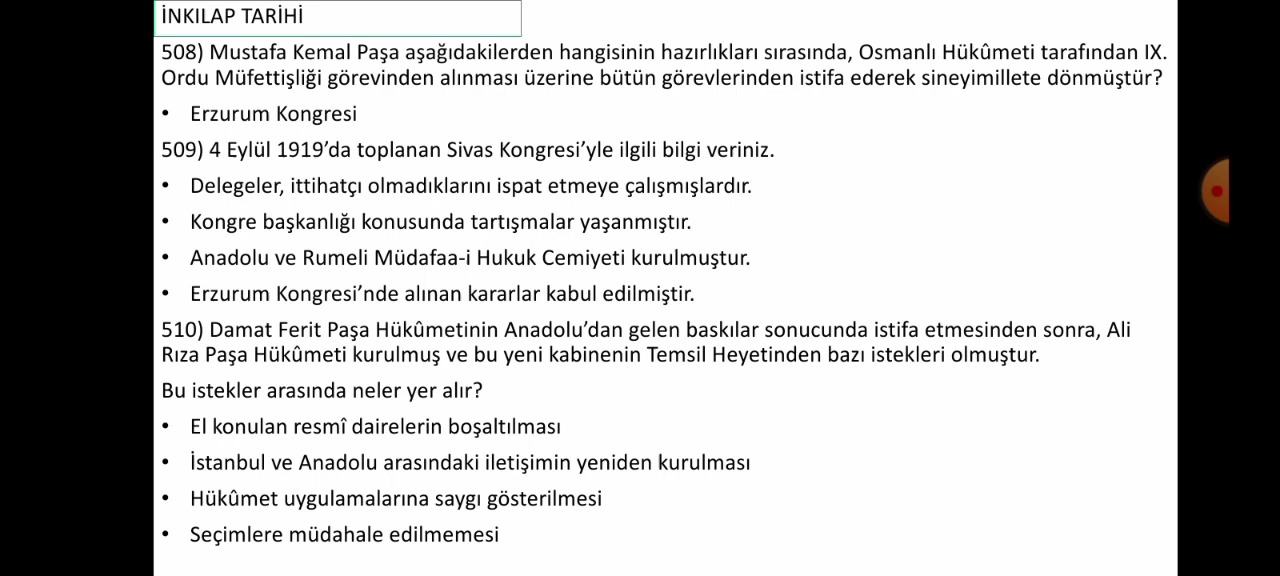 İNKILAP TARİHİ
508) Mustafa Kemal Paşa aşağıdakilerden hangisinin hazırlıkları sırasında, Osmanlı Hükûmeti tarafından IX.
Ordu Müfettişliği görevinden alınması üzerine bütün görevlerinden istifa ederek sineyimillete dönmüştür?
• Erzurum Kongresi
509) 4 Eylül 1919’da toplanan Sivas Kongresi’yle ilgili bilgi veriniz.
• Delegeler, ittihatçı olmadıklarını ispat etmeye çalışmışlardır.
• Kongre başkanlığı konusunda tartışmalar yaşanmıştır.
• Anadolu ve Rumeli Müdafaa-i Hukuk Cemiyeti kurulmuştur.
• Erzurum Kongresi’nde alınan kararlar kabul edilmiştir.
510) Damat Ferit Paşa Hükûmetinin Anadolu’dan gelen baskılar sonucunda istifa etmesinden sonra, Ali
Rıza Paşa Hükûmeti kurulmuş ve bu yeni kabinenin Temsil Heyetinden bazı istekleri olmuştur.
Bu istekler arasında neler yer alır?
• El konulan resmî dairelerin boşaltılması
• İstanbul ve Anadolu arasındaki iletişimin yeniden kurulması
• Hükûmet uygulamalarına saygı gösterilmesi
• Seçimlere müdahale edilmemesi